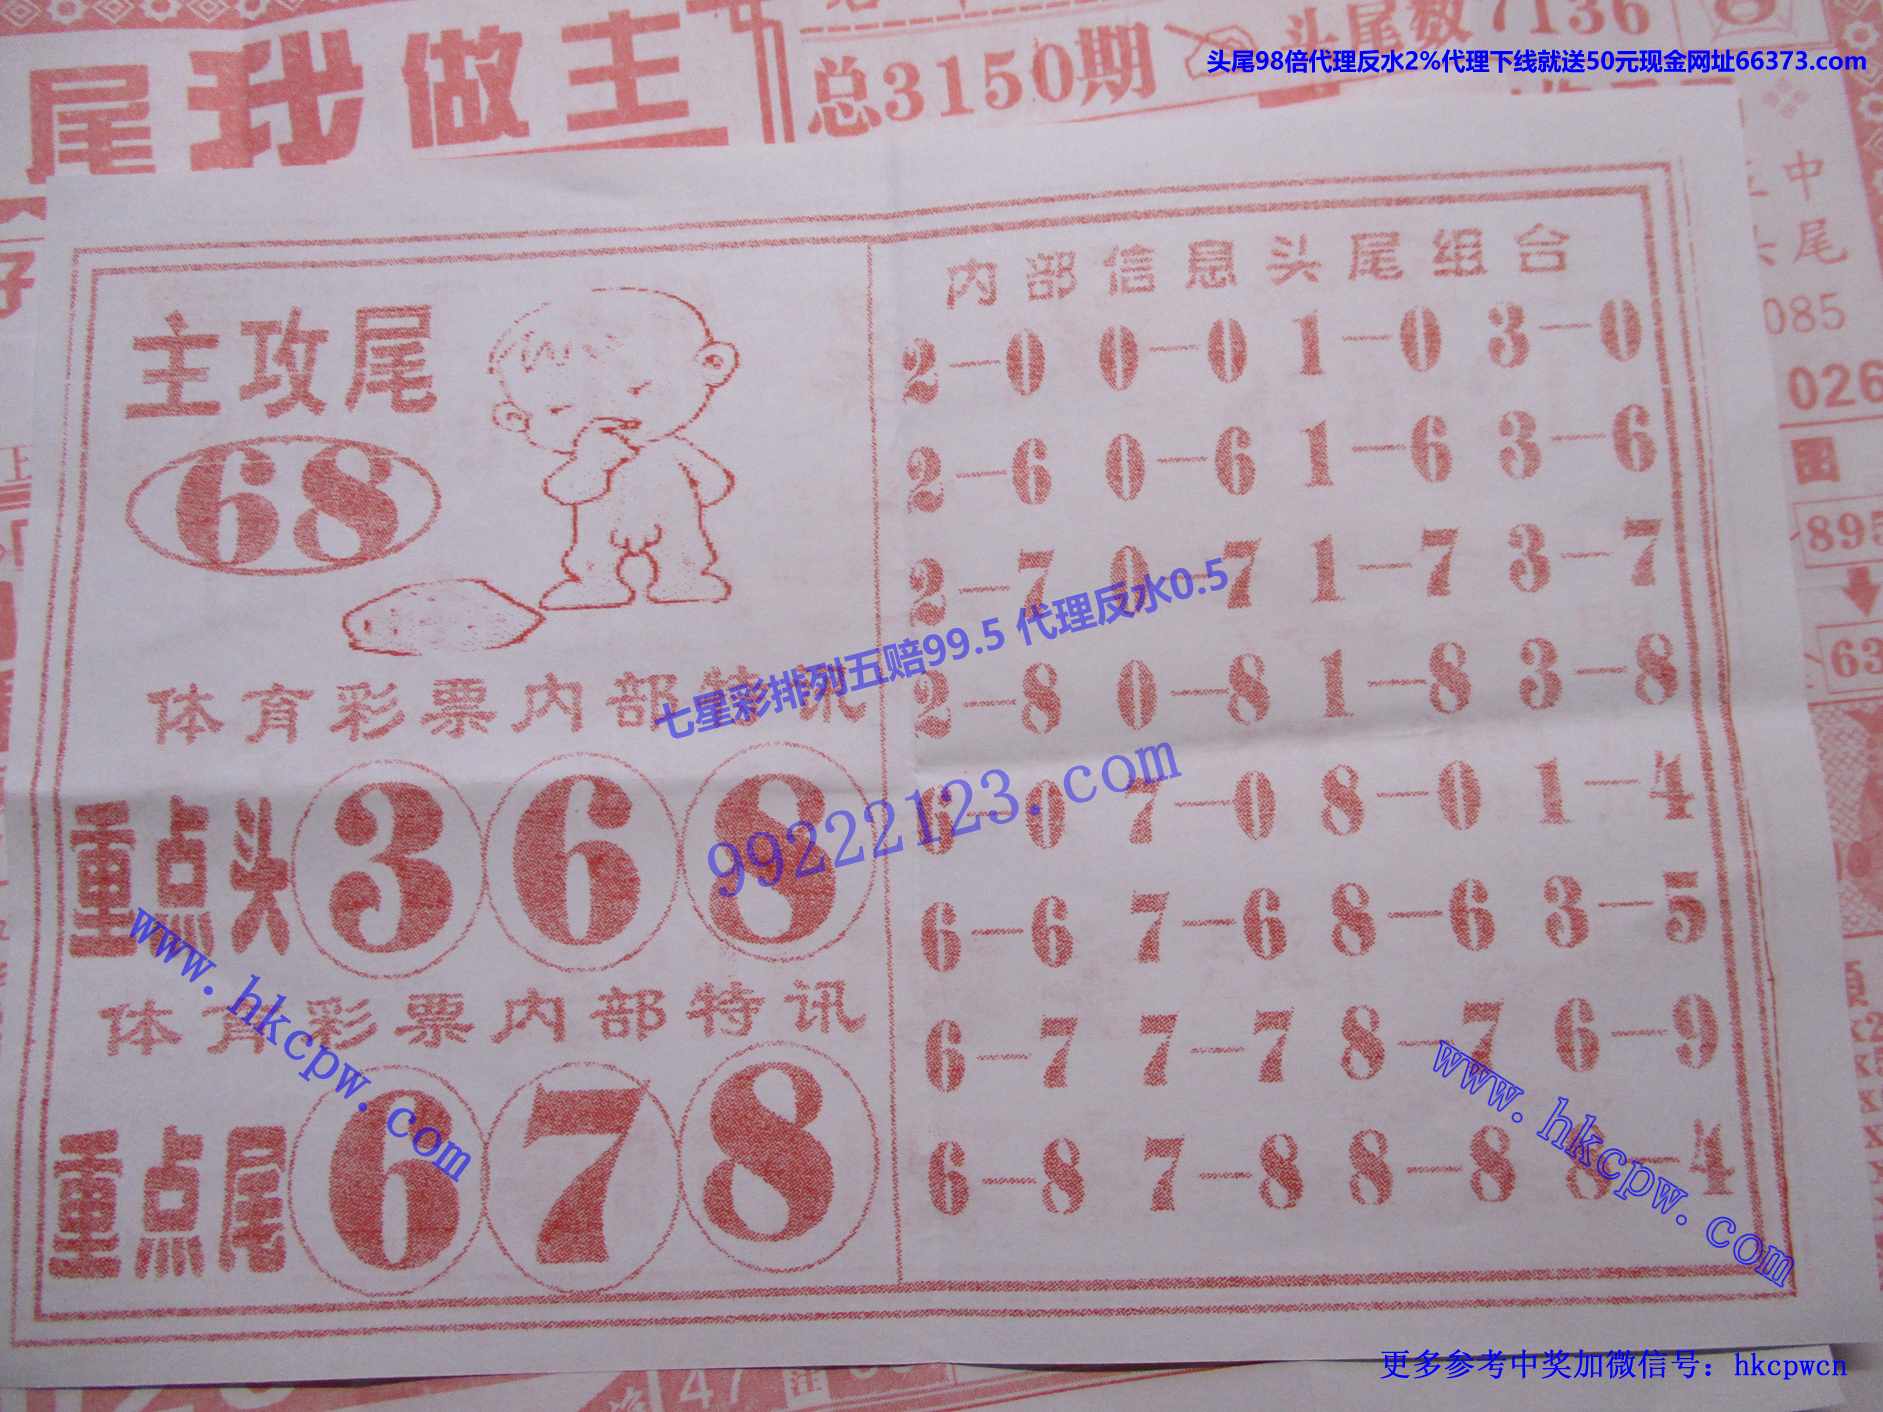 尾我做主
总3150期
头尾数7136
头尾98倍代理反水2%代理下线就送50元现金网址66373.com
中
尾
085
026
895
63
主攻尾
68
体育彩票内部特讯
重点头 3 6 8
体育彩票内部特讯
重点尾 6 7 8
内部信息头尾组合
2-0 0-0 1-0 3-0
2-6 0-6 1-6 3-6
2-7 0-7 1-7 3-7
2-8 0-8 1-8 3-8
6-0 7-0 8-0 1-4
6-6 7-6 8-6 3-5
6-7 7-7 8-7 6-9
6-8 7-8 8-8 8-4
七星彩排列五赔99.5 代理反水0.5
99222123.com
www.hkcpw.com
www.hkcpw.com
47
更多参考中奖加微信号：hkcpwcn